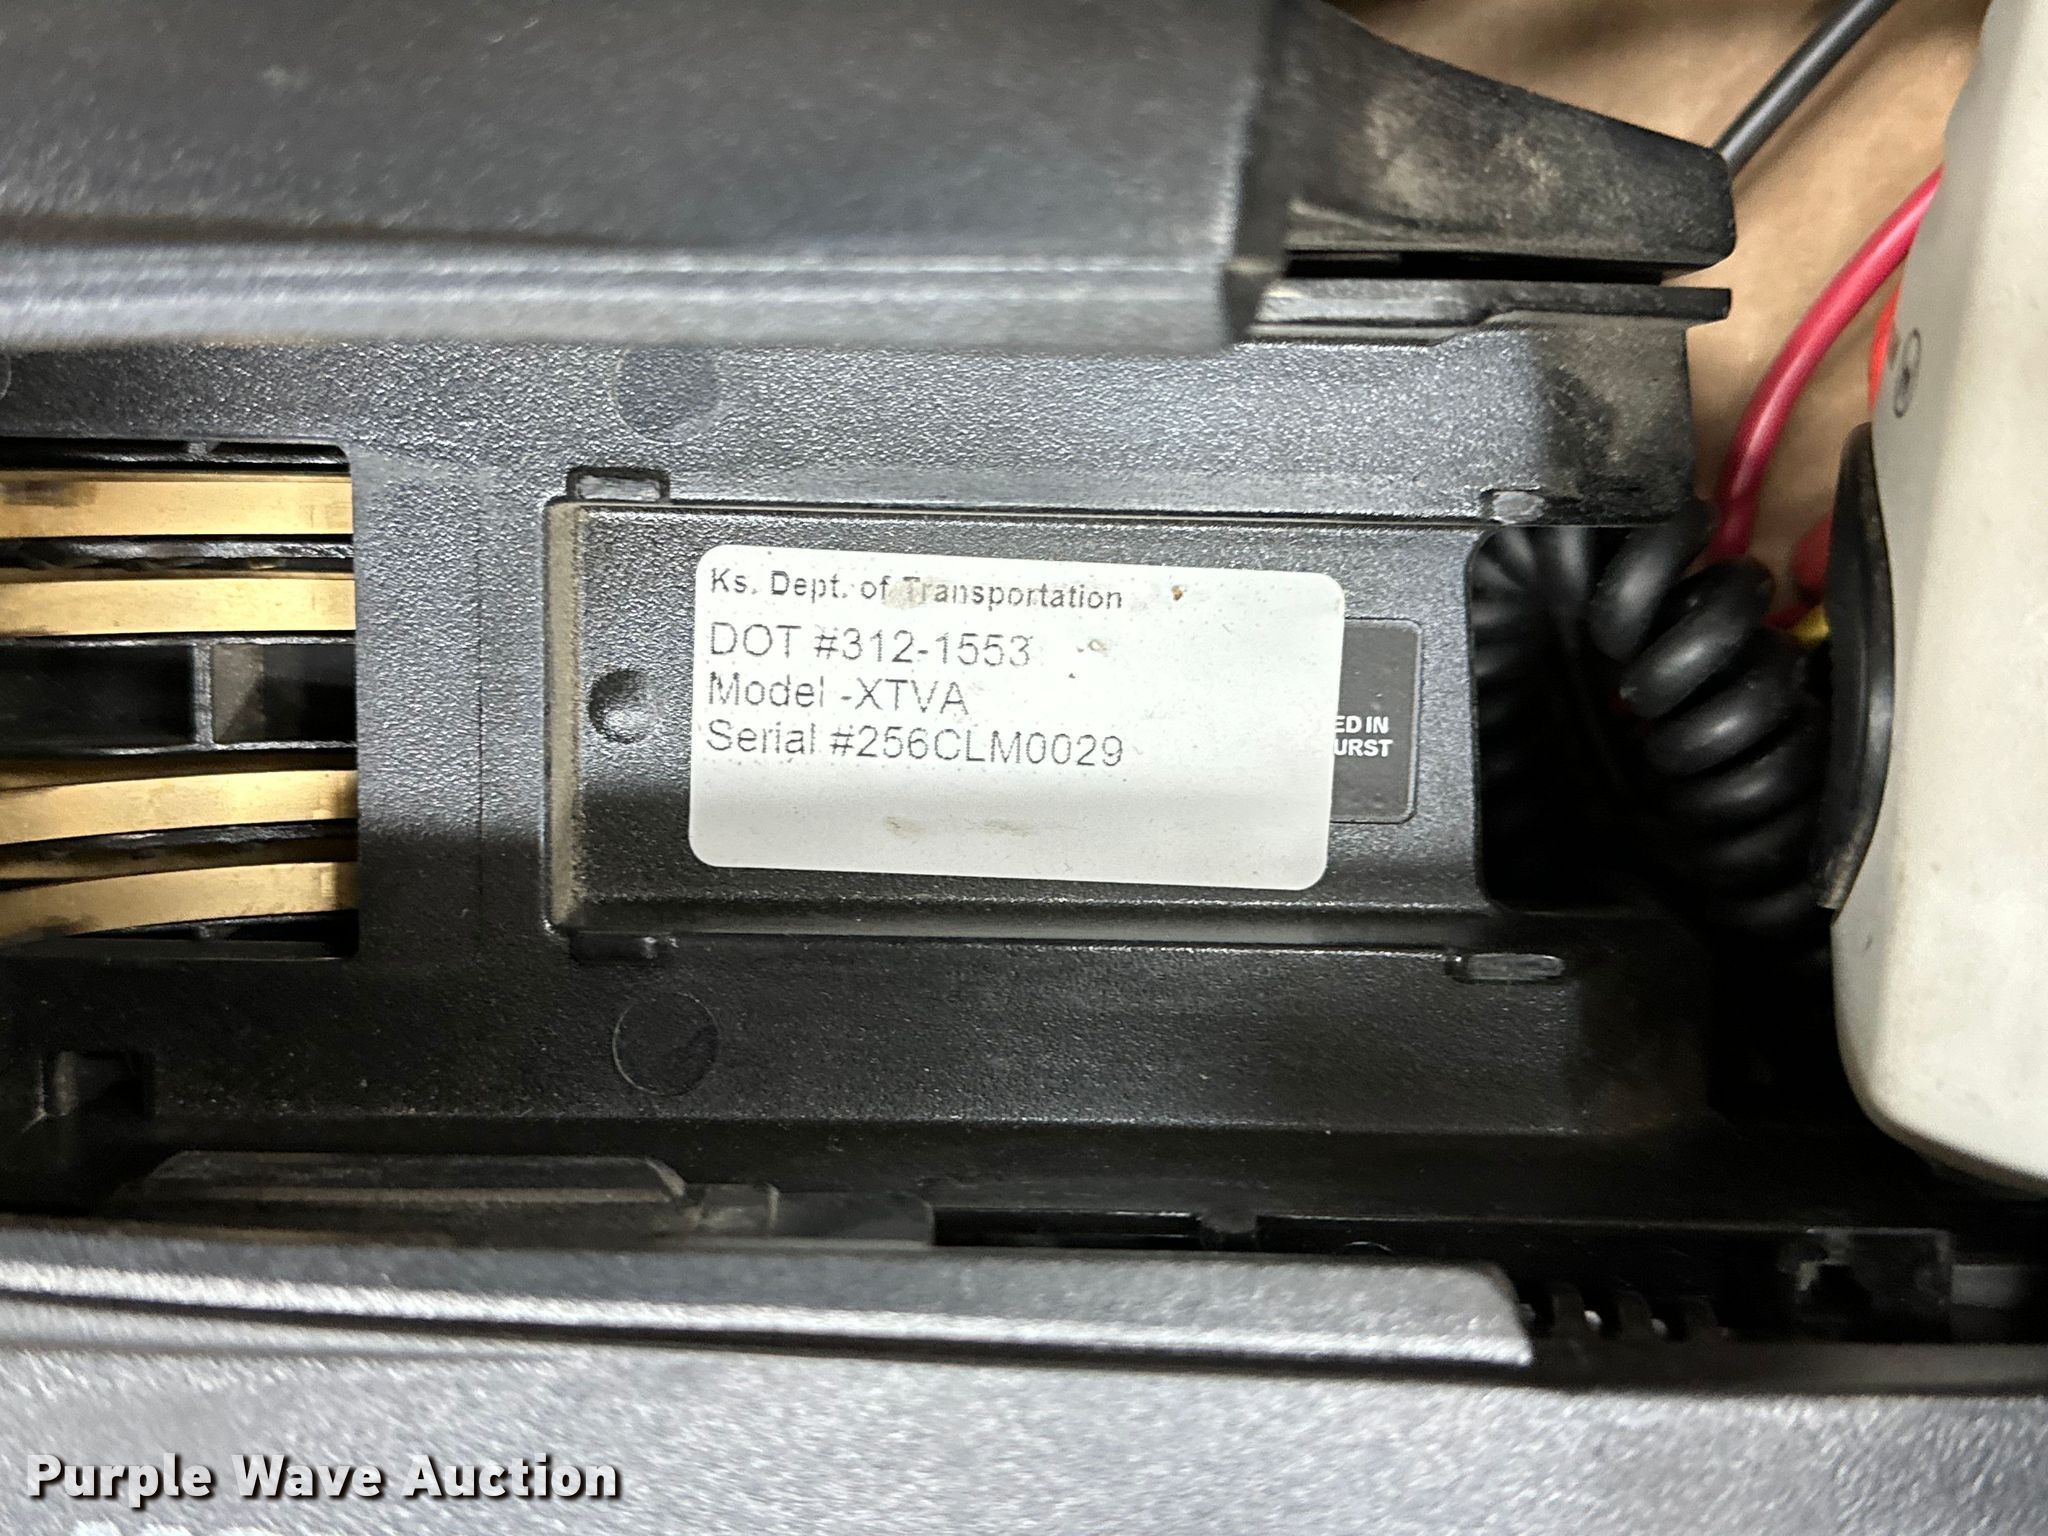 Ks. Dept. of Transportation
DOT #312-1553
Model -XTVA
Serial #256CLM0029
ED IN
URST
Purple Wave Auction